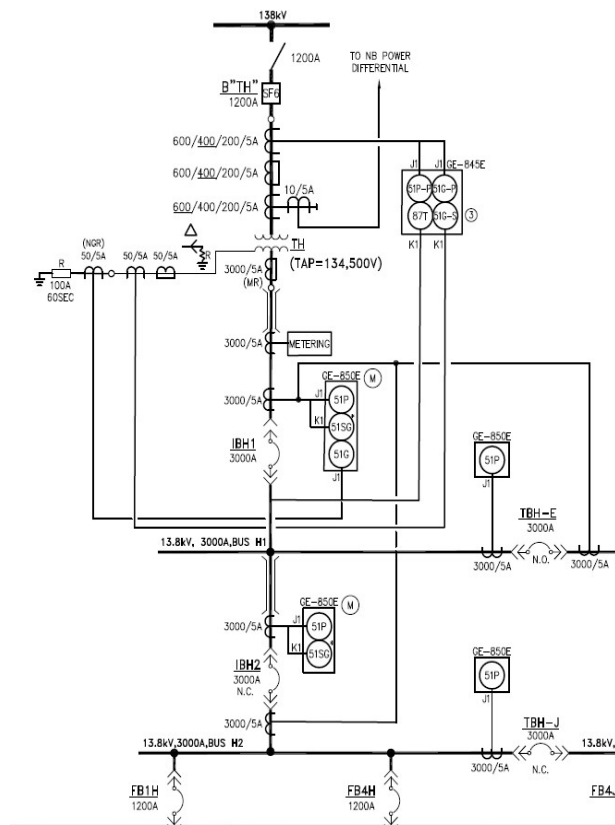 138kV
1200A
TO NB POWER
DIFFERENTIAL
B"TH"
1200A
SF6
600/400/200/5A
J1
J1
GE-845E
600/400/200/5A
51P-P
51G-P
10/5A
600/400/200/5A
87T
51G-S
3
K1
K1
(NGR)
50/5A
50/5A
50/5A
R
TH
(TAP=134,500V)
R
100A
60SEC
3000/5A
(MR)
3000/5A
METERING
GE-850E
M
3000/5A
J1
51P
K1
51SG
51G
J1
IBH1
3000A
GE-850E
51P
J1
TBH-E
3000A
13.8kV, 3000A,BUS H1
3000/5A
N.O.
3000/5A
GE-850E
M
3000/5A
J1
51P
K1
51SG
IBH2
3000A
N.C.
GE-850E
51P
J1
3000/5A
TBH-J
3000A
13.8kV,3000A,BUS H2
13.8kV,
3000/5A
N.C.
FB1H
1200A
FB4H
1200A
FB4J